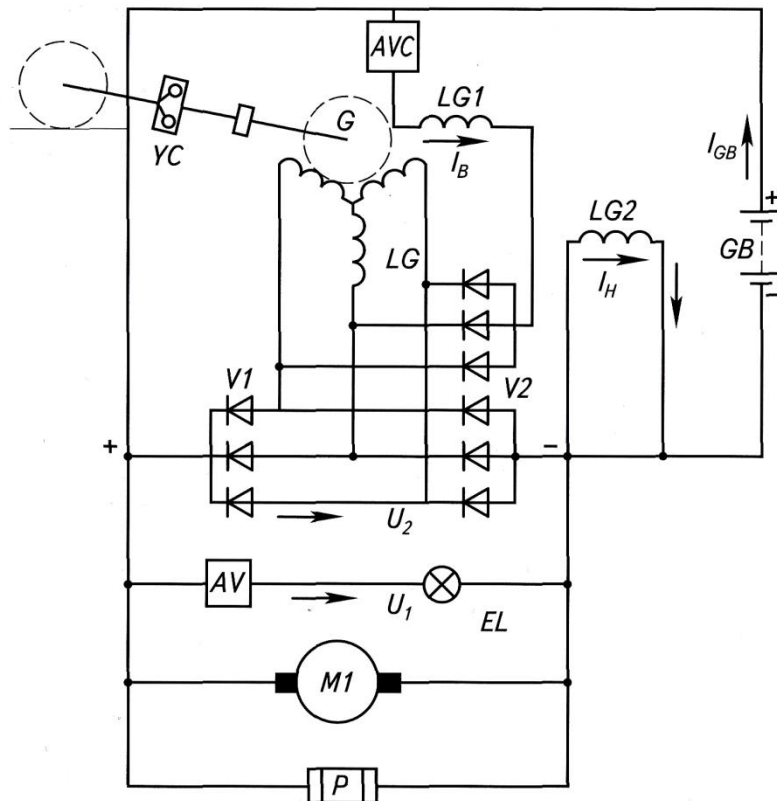 AVC
LG1
G
YC
I_B
I_GB
+
LG2
GB
LG
I_H
−
V1
V2
+
−
U_2
AV
U_1
EL
M1
P